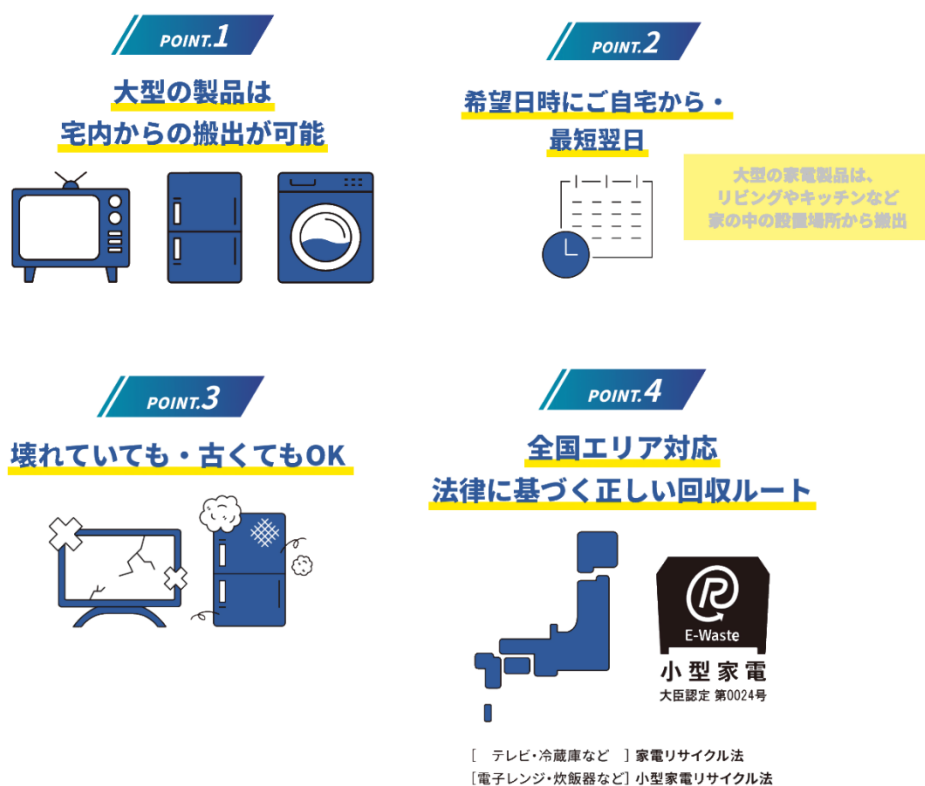 POINT.1
大型の製品は
宅内からの搬出が可能
POINT.2
希望日時にご自宅から・
最短翌日
大型の家電製品は、
リビングやキッチンなど
家の中の設置場所から搬出
POINT.3
壊れていても・古くてもOK
POINT.4
全国エリア対応
法律に基づく正しい回収ルート
R
E-Waste
小型家電
大臣認定 第0024号
[ テレビ・冷蔵庫など ] 家電リサイクル法
[電子レンジ・炊飯器など] 小型家電リサイクル法